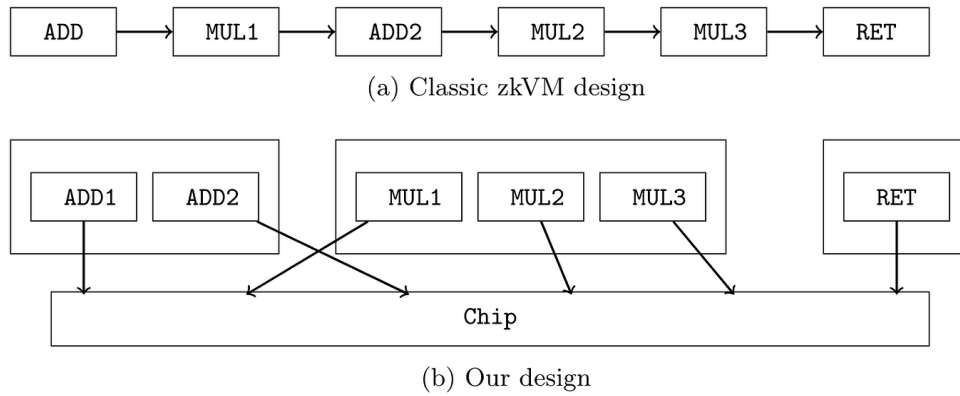 ADD MUL1 ADD2 MUL2 MUL3 RET
(a) Classic zkVM design
ADD1 ADD2 MUL1 MUL2 MUL3 RET
Chip
(b) Our design